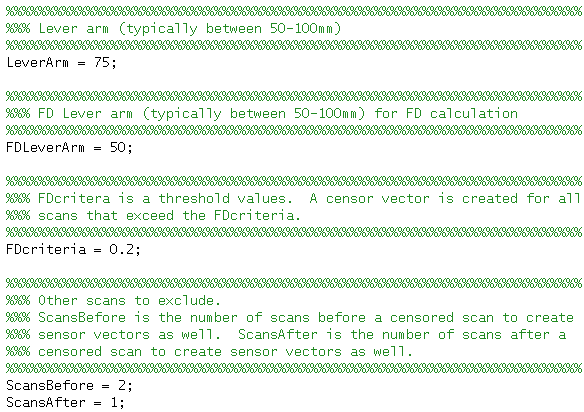 %%%%%%%%%%%%%%%%%%%%%%%%%%%%%%%%%%%%%%%%%%%%%%%%%%%%%%%%%%%%%%%%%%%%%%%%
%%% Lever arm (typically between 50-100mm)
%%%%%%%%%%%%%%%%%%%%%%%%%%%%%%%%%%%%%%%%%%%%%%%%%%%%%%%%%%%%%%%%%%%%%%%%
LeverArm = 75;
%%%%%%%%%%%%%%%%%%%%%%%%%%%%%%%%%%%%%%%%%%%%%%%%%%%%%%%%%%%%%%%%%%%%%%%%
%%% FD Lever arm (typically between 50-100mm) for FD calculation
%%%%%%%%%%%%%%%%%%%%%%%%%%%%%%%%%%%%%%%%%%%%%%%%%%%%%%%%%%%%%%%%%%%%%%%%
FDLeverArm = 50;
%%%%%%%%%%%%%%%%%%%%%%%%%%%%%%%%%%%%%%%%%%%%%%%%%%%%%%%%%%%%%%%%%%%%%%%%
%%% FDcritera is a threshold values.  A censor vector is created for all
%%% scans that exceed the FDcriteria.
%%%%%%%%%%%%%%%%%%%%%%%%%%%%%%%%%%%%%%%%%%%%%%%%%%%%%%%%%%%%%%%%%%%%%%%%
FDcriteria = 0.2;
%%%%%%%%%%%%%%%%%%%%%%%%%%%%%%%%%%%%%%%%%%%%%%%%%%%%%%%%%%%%%%%%%%%%%%%%
%%% Other scans to exclude.
%%% ScansBefore is the number of scans before a censored scan to create
%%% sensor vectors as well.  ScansAfter is the number of scans after a
%%% censored scan to create sensor vectors as well.
%%%%%%%%%%%%%%%%%%%%%%%%%%%%%%%%%%%%%%%%%%%%%%%%%%%%%%%%%%%%%%%%%%%%%%%%
ScansBefore = 2;
ScansAfter = 1;